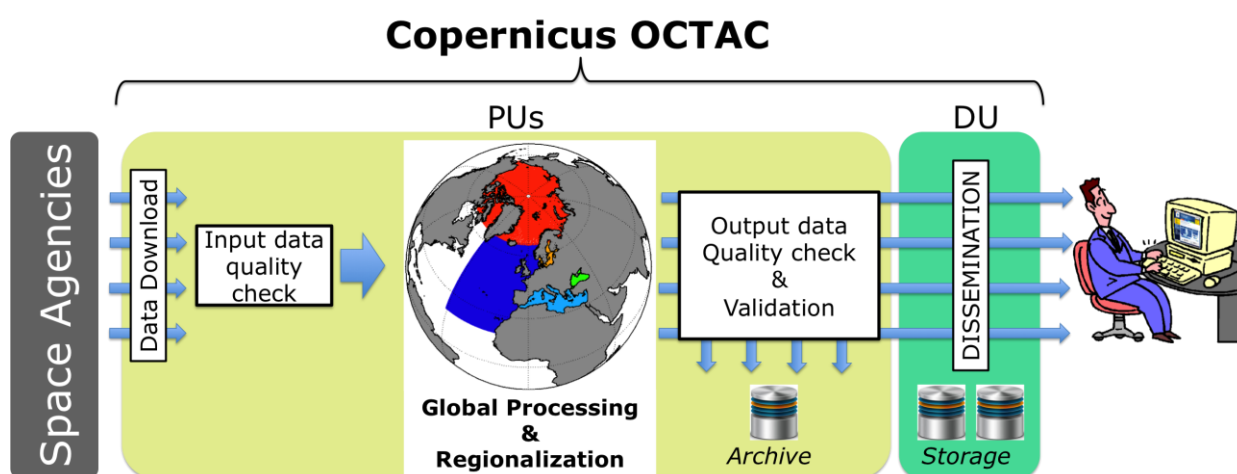 Copernicus OCTAC
PUs
DU
Space Agencies
Data Download
Input data
quality
check
Global Processing
&
Regionalization
Output data
Quality check
&
Validation
Archive
DISSEMINATION
Storage